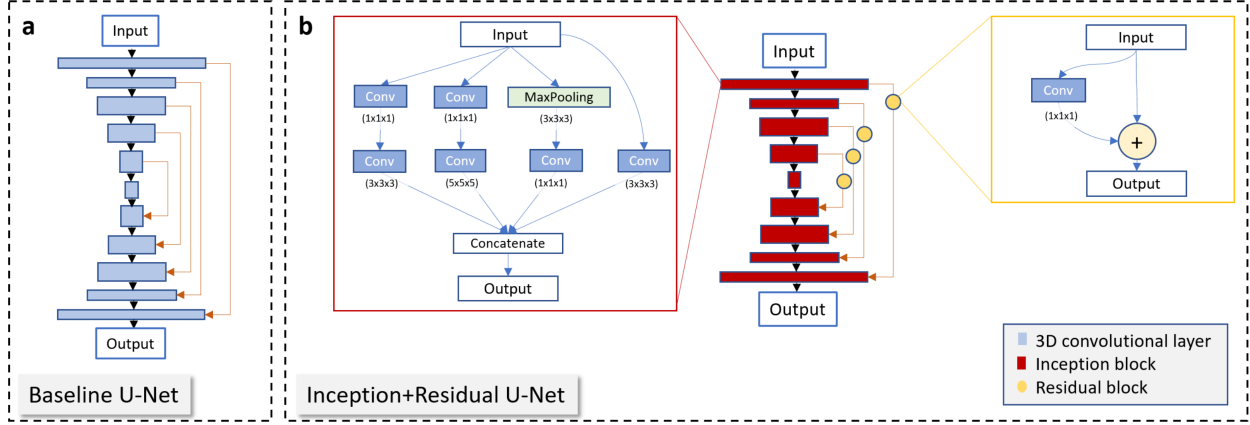 a
Input
Output
Baseline U-Net
b
Input
Conv
(1x1x1)
Conv
(1x1x1)
MaxPooling
(3x3x3)
Conv
(3x3x3)
Conv
(5x5x5)
Conv
(1x1x1)
Conv
(3x3x3)
Concatenate
Output
Input
Output
Input
Conv
(1x1x1)
+
Output
Inception+Residual U-Net
3D convolutional layer
Inception block
Residual block